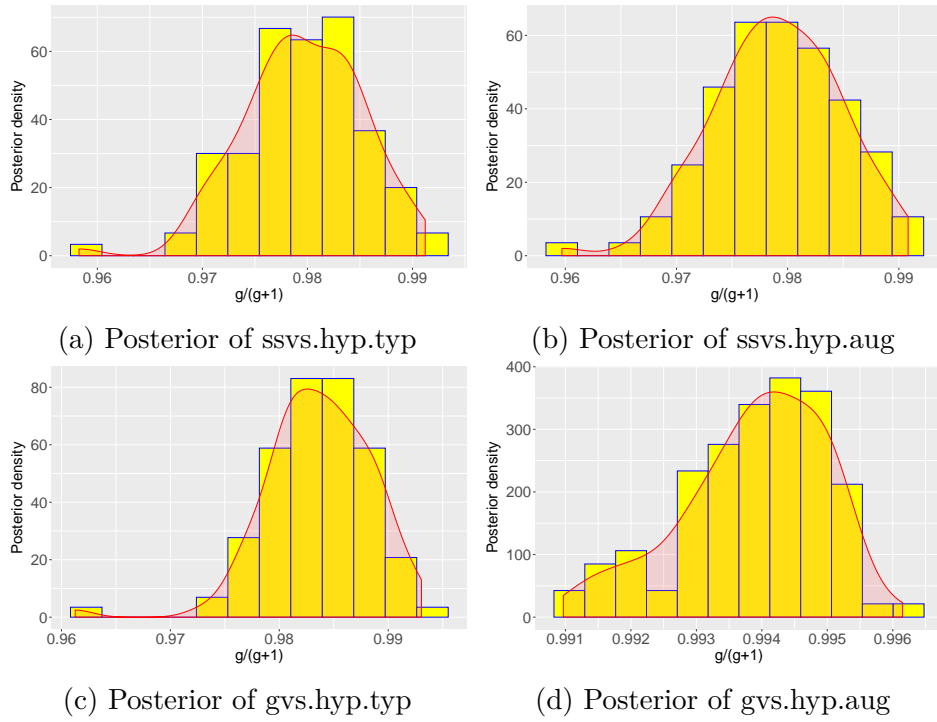 Posterior density
60
40
20
0
0.96 0.97 0.98 0.99
g/(g+1)
(a) Posterior of ssvs.hyp.typ
Posterior density
60
40
20
0
0.96 0.97 0.98 0.99
g/(g+1)
(b) Posterior of ssvs.hyp.aug
Posterior density
80
60
40
20
0
0.96 0.97 0.98 0.99
g/(g+1)
(c) Posterior of gvs.hyp.typ
Posterior density
400
300
200
100
0
0.991 0.992 0.993 0.994 0.995 0.996
g/(g+1)
(d) Posterior of gvs.hyp.aug